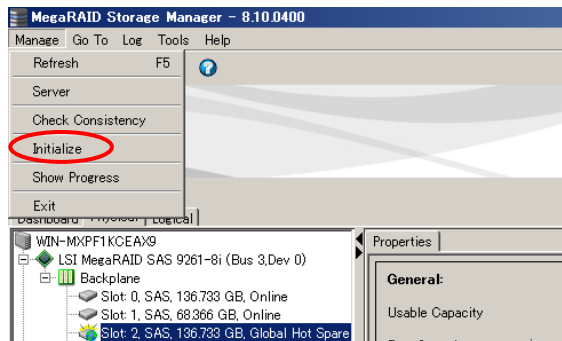 MegaRAID Storage Manager - 8.10.0400
Manage Go To Log Tools Help
Refresh F5
Server
Check Consistency
Initialize
Show Progress
Exit
Dashboard Physical Logical
WIN-MXPF1KCEAX9
LSI MegaRAID SAS 9261-8i (Bus 3,Dev 0)
Backplane
Slot: 0, SAS, 136.733 GB, Online
Slot: 1, SAS, 68.366 GB, Online
Slot: 2, SAS, 136.733 GB, Global Hot Spare
Properties
General:
Usable Capacity